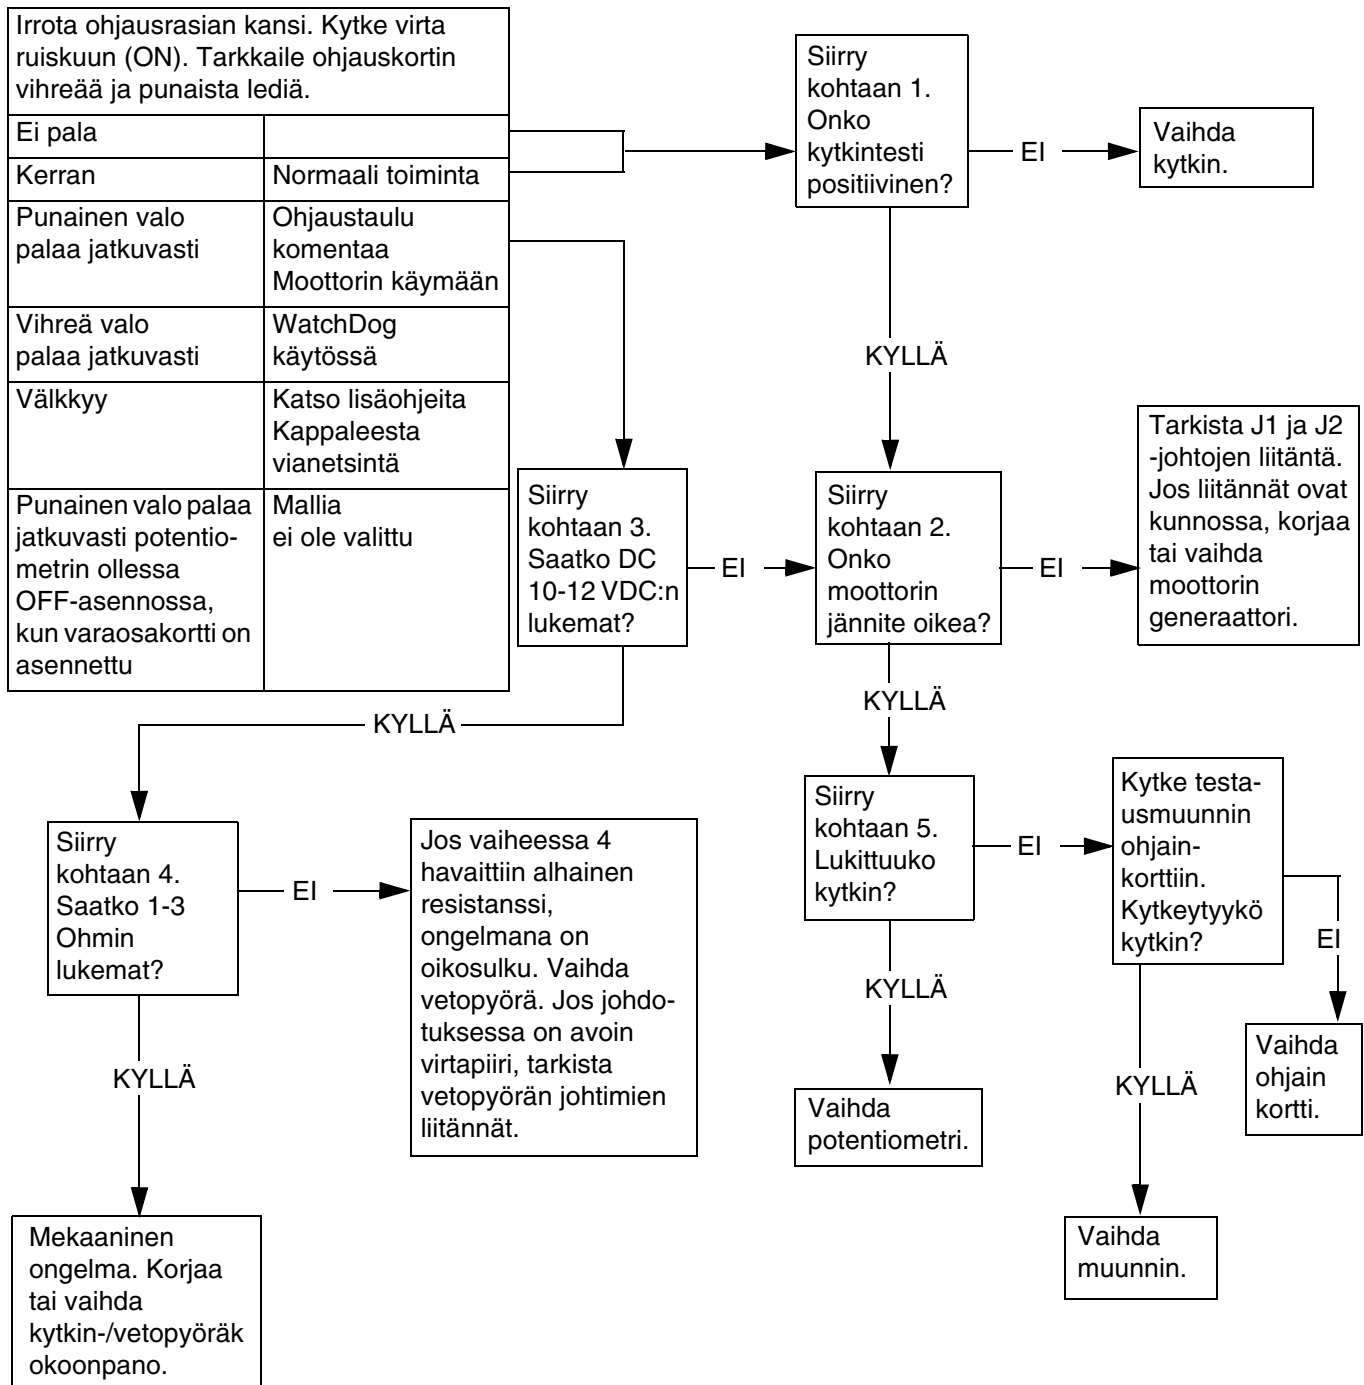 Irrota ohjausrasian kansi. Kytke virta
ruiskuun (ON). Tarkkaile ohjauskortin
vihreää ja punaista lediä.
Ei pala
Kerran
Normaali toiminta
Punainen valo
palaa jatkuvasti
Ohjaustaulu
komentaa
Moottorin käymään
Vihreä valo
palaa jatkuvasti
WatchDog
käytössä
Välkkyy
Katso lisäohjeita
Kappaleesta
vianetsintä
Punainen valo palaa
jatkuvasti potentio-
metrin ollessa
OFF-asennossa,
kun varaosakortti on
asennettu
Mallia
ei ole valittu
Siirry
kohtaan 1.
Onko
kytkintesti
positiivinen?
EI
Vaihda
kytkin.
KYLLÄ
Siirry
kohtaan 3.
Saatko DC
10-12 VDC:n
lukemat?
EI
Siirry
kohtaan 2.
Onko
moottorin
jännite oikea?
EI
Tarkista J1 ja J2
-johtojen liitäntä.
Jos liitännät ovat
kunnossa, korjaa
tai vaihda
moottorin
generaattori.
KYLLÄ
KYLLÄ
Siirry
kohtaan 4.
Saatko 1-3
Ohmin
lukemat?
EI
Jos vaiheessa 4
havaittiin alhainen
resistanssi,
ongelmana on
oikosulku. Vaihda
vetopyörä. Jos johdo-
tuksessa on avoin
virtapiiri, tarkista
vetopyörän johtimien
liitännät.
Siirry
kohtaan 5.
Lukittuuko
kytkin?
EI
Kytke testa-
usmuunnin
ohjain-
korttiin.
Kytkeytyykö
kytkin?
EI
Vaihda
ohjain
kortti.
KYLLÄ
KYLLÄ
KYLLÄ
Vaihda
potentiometri.
Vaihda
muunnin.
Mekaaninen
ongelma. Korjaa
tai vaihda
kytkin-/vetopyöräk
okoonpano.